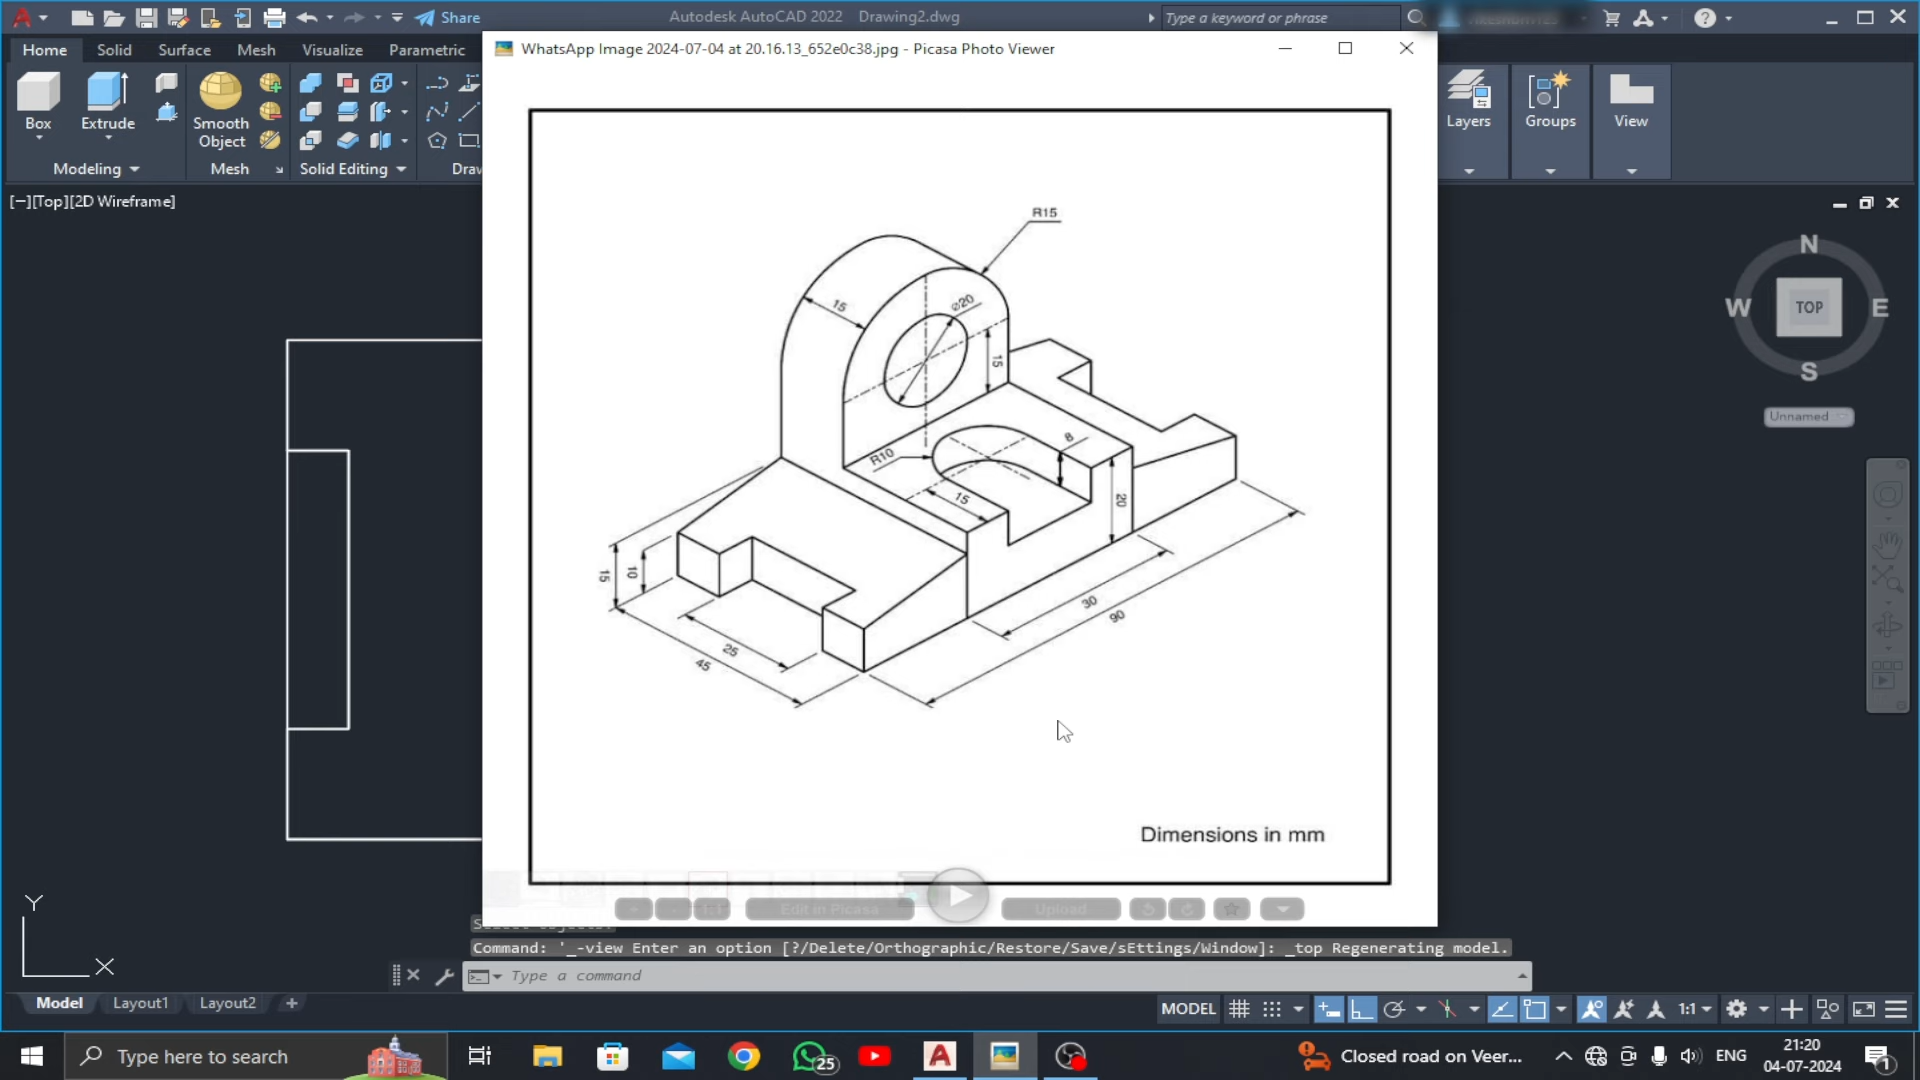 Share
Autodesk AutoCAD 2022 Drawing2.dwg
Type a keyword or phrase
Home Solid Surface Mesh Visualize Parametric
WhatsApp Image 2024-07-04 at 20.16.13_652e0c38.jpg - Picasa Photo Viewer
Box
Extrude
Smooth
Object
Layers
Groups
View
Modeling
Mesh
Solid Editing
[−][Top][2D Wireframe]
R15
15
Ø20
15
8
R10
15
20
15
10
30
90
25
45
Dimensions in mm
N
W
TOP
E
S
Unnamed
1:1
Edit in Picasa
Upload
Command: '_-view Enter an option [?/Delete/Orthographic/Restore/Save/sEttings/Window]: _top Regenerating model.
Type a command
Y
X
Model Layout1 Layout2
MODEL
1:1
Type here to search
25
Closed road on Veer...
ENG
21:20
04-07-2024
1